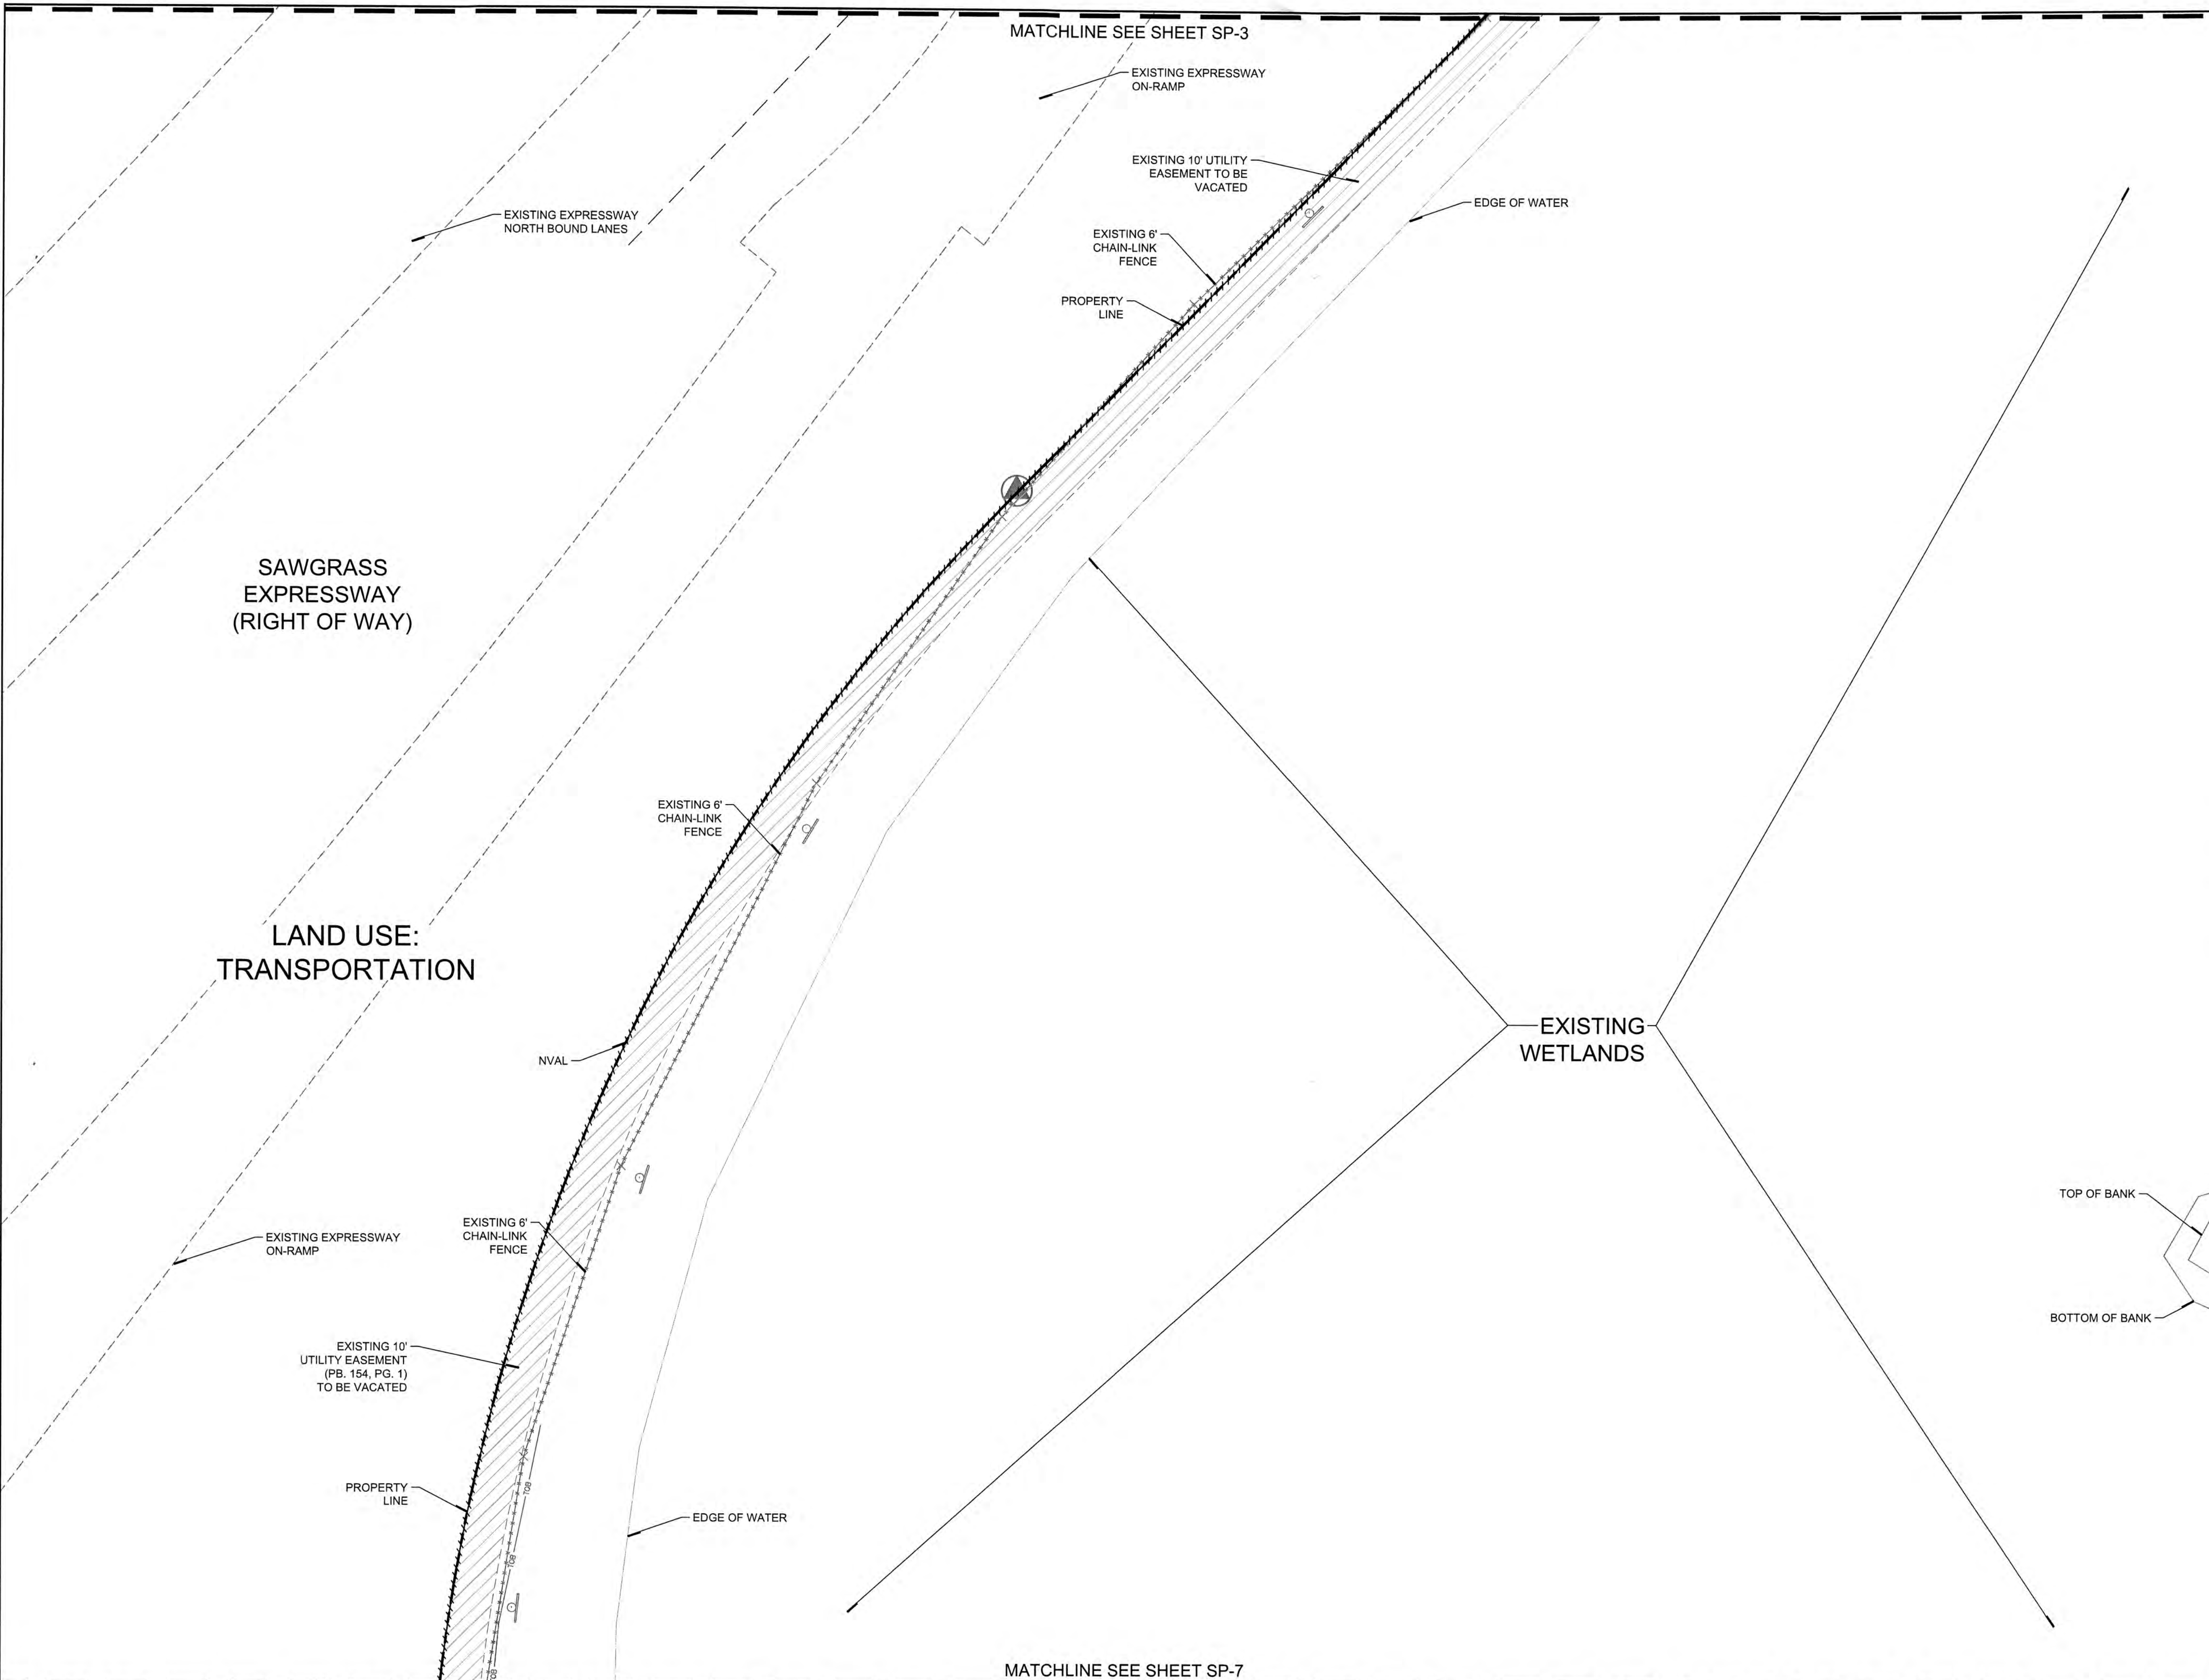 MATCHLINE SEE SHEET SP-3
EXISTING EXPRESSWAY
ON-RAMP
EXISTING 10' UTILITY
EASEMENT TO BE
VACATED
EDGE OF WATER
EXISTING EXPRESSWAY
NORTH BOUND LANES
EXISTING 6'
CHAIN-LINK
FENCE
PROPERTY
LINE
SAWGRASS
EXPRESSWAY
(RIGHT OF WAY)
EXISTING 6'
CHAIN-LINK
FENCE
LAND USE:
TRANSPORTATION
NVAL
EXISTING
WETLANDS
TOP OF BANK
EXISTING 6'
CHAIN-LINK
FENCE
EXISTING EXPRESSWAY
ON-RAMP
BOTTOM OF BANK
EXISTING 10'
UTILITY EASEMENT
(PB. 154, PG. 1)
TO BE VACATED
PROPERTY
LINE
TOB
EDGE OF WATER
TOB
MATCHLINE SEE SHEET SP-7